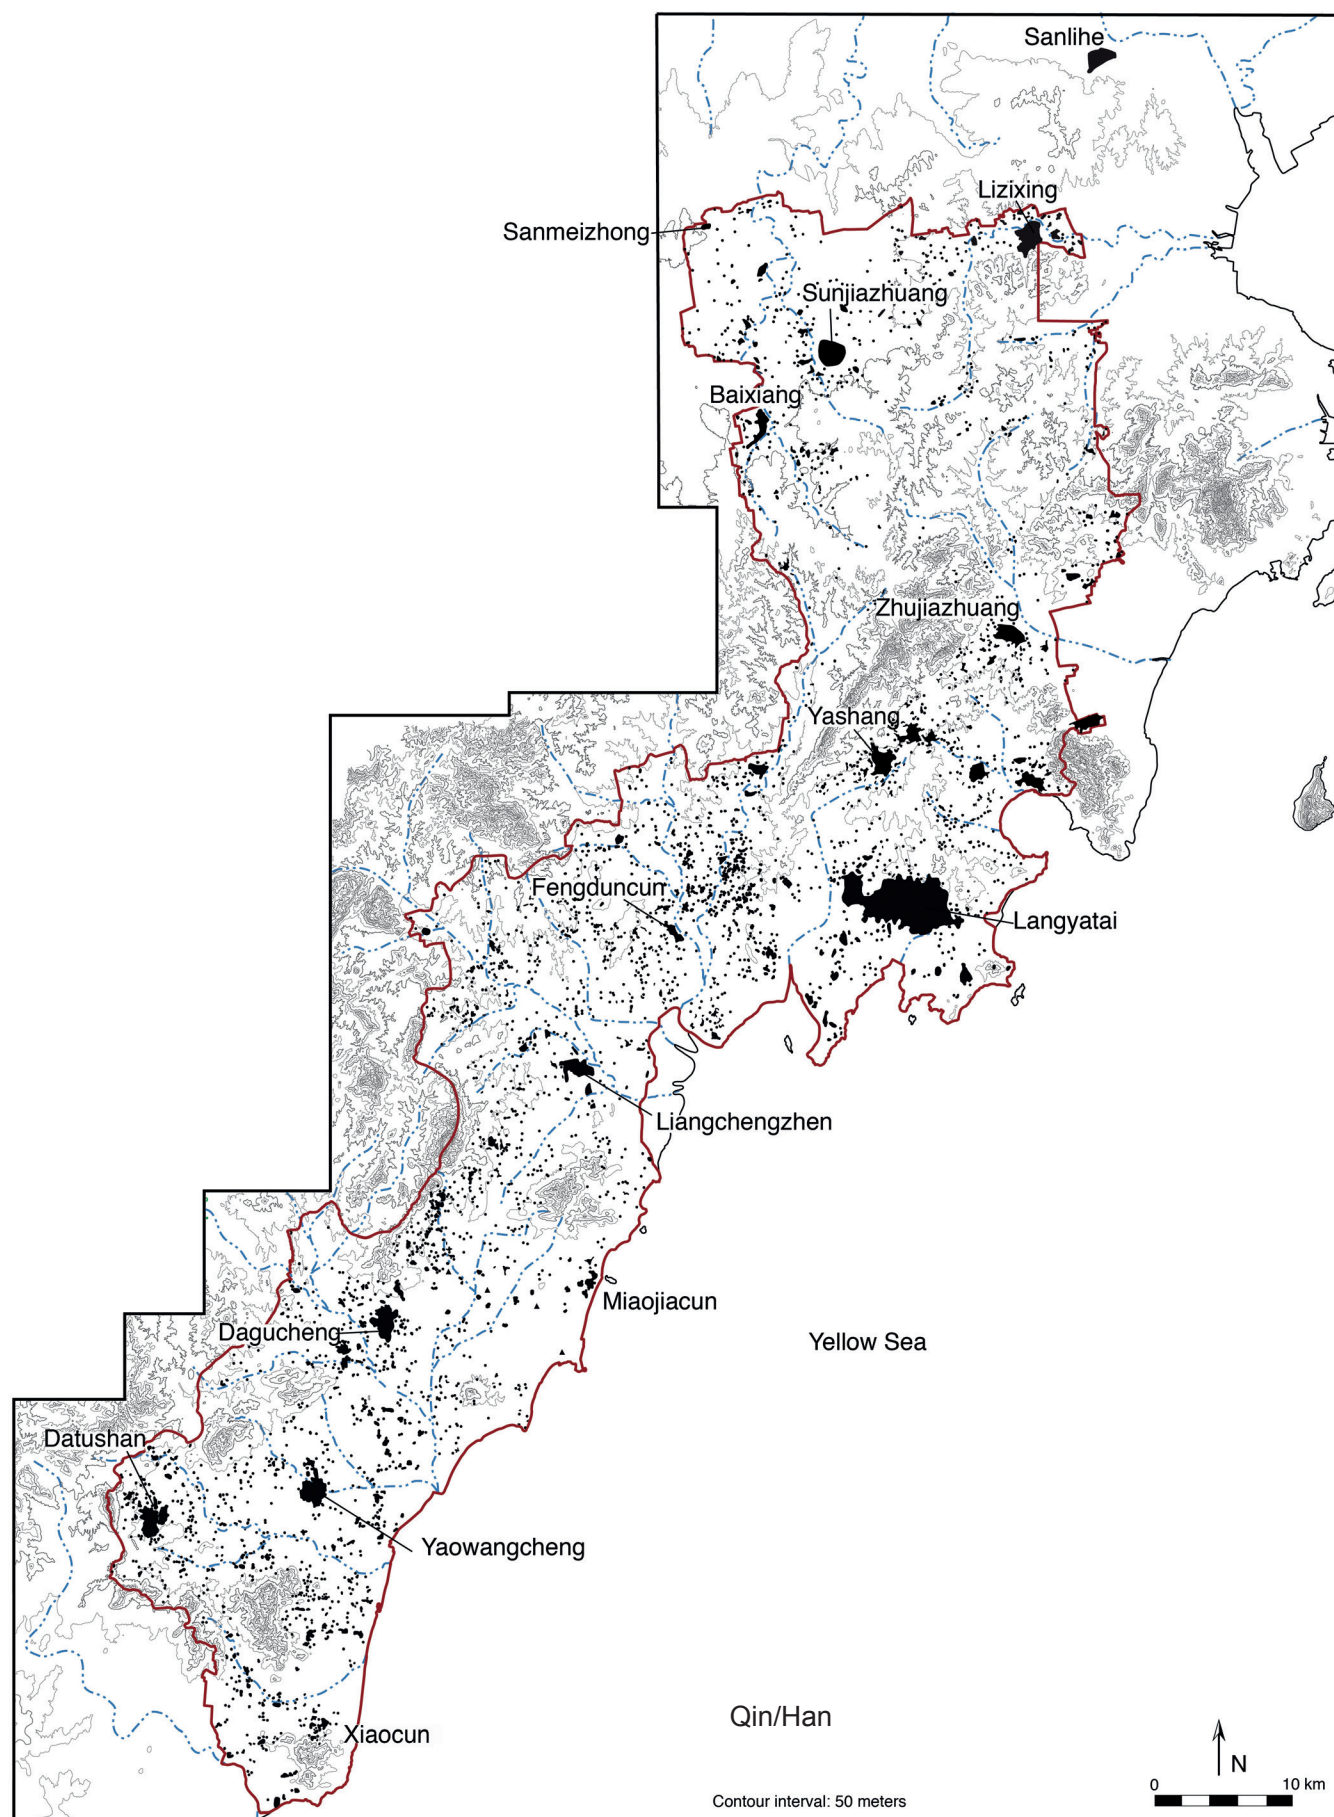 Sanlihe
Lizixing
Sanmeizhong
Sunjiazhuang
Baixiang
Zhujiazhuang
Yashang
Fengduncun
Langyatai
Liangchengzhen
Miaojiacun
Dagucheng
Yellow Sea
Datushan
Yaowangcheng
Qin/Han
Xiaocun
N
0 10 km
Contour interval: 50 meters